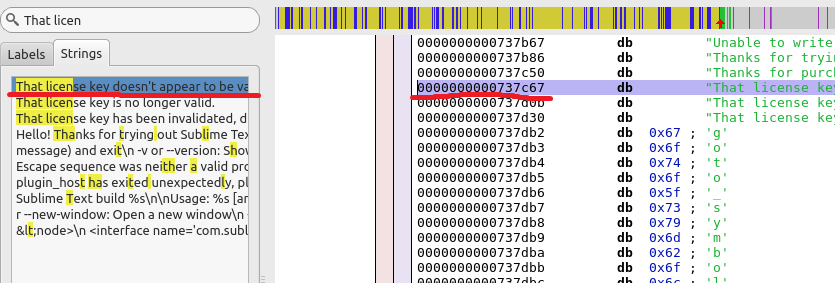 That licen
Labels
Strings
That license key doesn't appear to be va
That license key is no longer valid.
That license key has been invalidated, d
Hello! Thanks for trying out Sublime Tex
message) and exit\n -v or --version: Sho
Escape sequence was neither a valid pro
plugin_host has exited unexpectedly, pl
Sublime Text build %s\n\nUsage: %s [ar
r --new-window: Open a new window\n
&lt;node>\n <interface name='com.subl
0000000000737b67 db "Unable to write
0000000000737b86 db "Thanks for tryin
0000000000737c50 db "Thanks for purch
0000000000737c67 db "That license key
db "That license key
0000000000737d30 db "That license key
0000000000737db2 db 0x67 ; 'g'
0000000000737db3 db 0x6f ; 'o'
0000000000737db4 db 0x74 ; 't'
0000000000737db5 db 0x6f ; 'o'
0000000000737db6 db 0x5f ; '_'
0000000000737db7 db 0x73 ; 's'
0000000000737db8 db 0x79 ; 'y'
0000000000737db9 db 0x6d ; 'm'
0000000000737dba db 0x62 ; 'b'
0000000000737dbb db 0x6f ; 'o'
0000000000737dbc db 0x6c ; 'l'